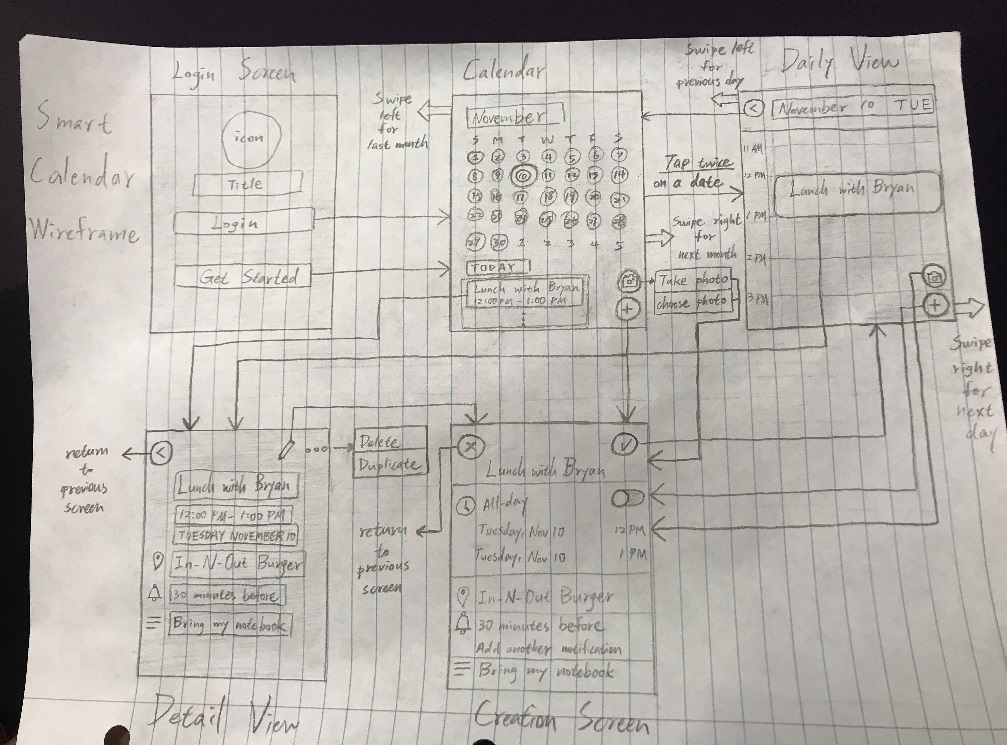 Smart
Calendar
Wireframe
Login Screen
icon
Title
Login
Get Started
Calendar
Swipe
left
for
last month
November
S M T W T F S
1 2 3 4 5 6 7
8 9 10 11 12 13 14
15 16 17 18 19 20 21
22 23 24 25 26 27 28
29 30 1 2 3 4 5
TODAY
Lunch with Bryan
12:00 PM - 1:00 PM
Tap twice
on a date
Swipe right
for
next month
Take photo
choose photo
Swipe left
for
previous day
Daily View
< November 10 TUE
11 AM
12 PM
Lunch with Bryan
1 PM
2 PM
3 PM
+
+
Swipe
right
for
next
day
return
to
previous
screen
<
Delete
Duplicate
Lunch with Bryan
12:00 PM - 1:00 PM
TUESDAY NOVEMBER 10
In-N-Out Burger
30 minutes before
Bring my notebook
Detail View
return
to
previous
screen
Lunch with Bryan
All-day
Tuesday, Nov 10 12 PM
Tuesday, Nov 10 1 PM
In-N-Out Burger
30 minutes before
Add another notification
Bring my notebook
Creation Screen